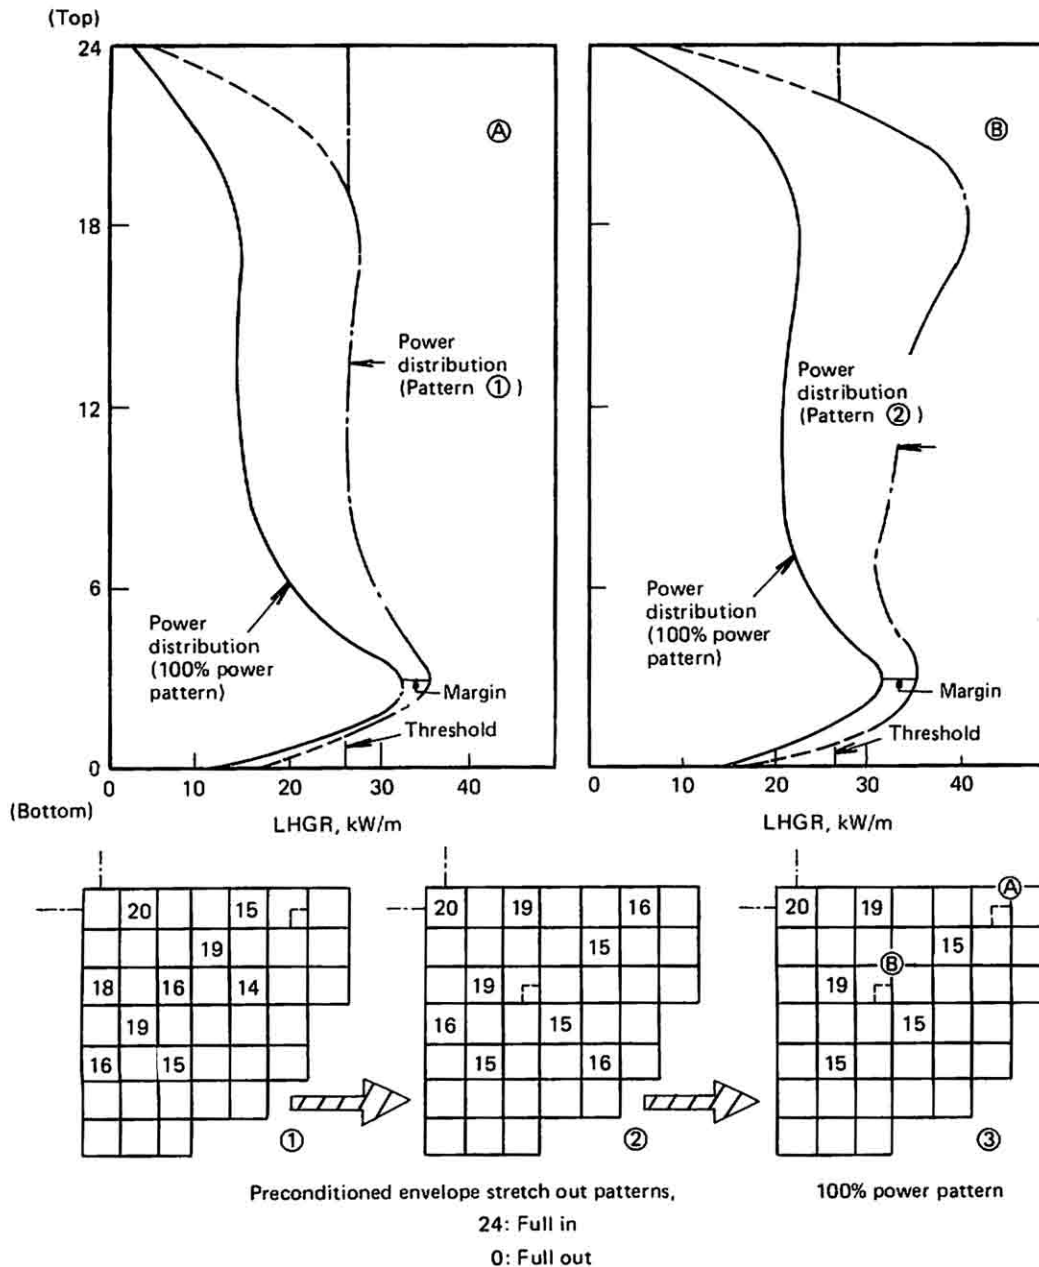 (Top)
24
18
12
6
0
(Bottom)
Ⓐ
Power
distribution
(Pattern ①)
Power
distribution
(100% power
pattern)
Margin
Threshold
0 10 20 30 40
LHGR, kW/m
Ⓑ
Power
distribution
(Pattern ②)
Power
distribution
(100% power
pattern)
Margin
Threshold
0 10 20 30 40
LHGR, kW/m
20 15
19
18 16 14
19
16 15
①
20 19 16
15
19
16 15
15 16
②
Ⓐ
20 19
15
Ⓑ
19
15
15
③
Preconditioned envelope stretch out patterns,
24: Full in
0: Full out
100% power pattern